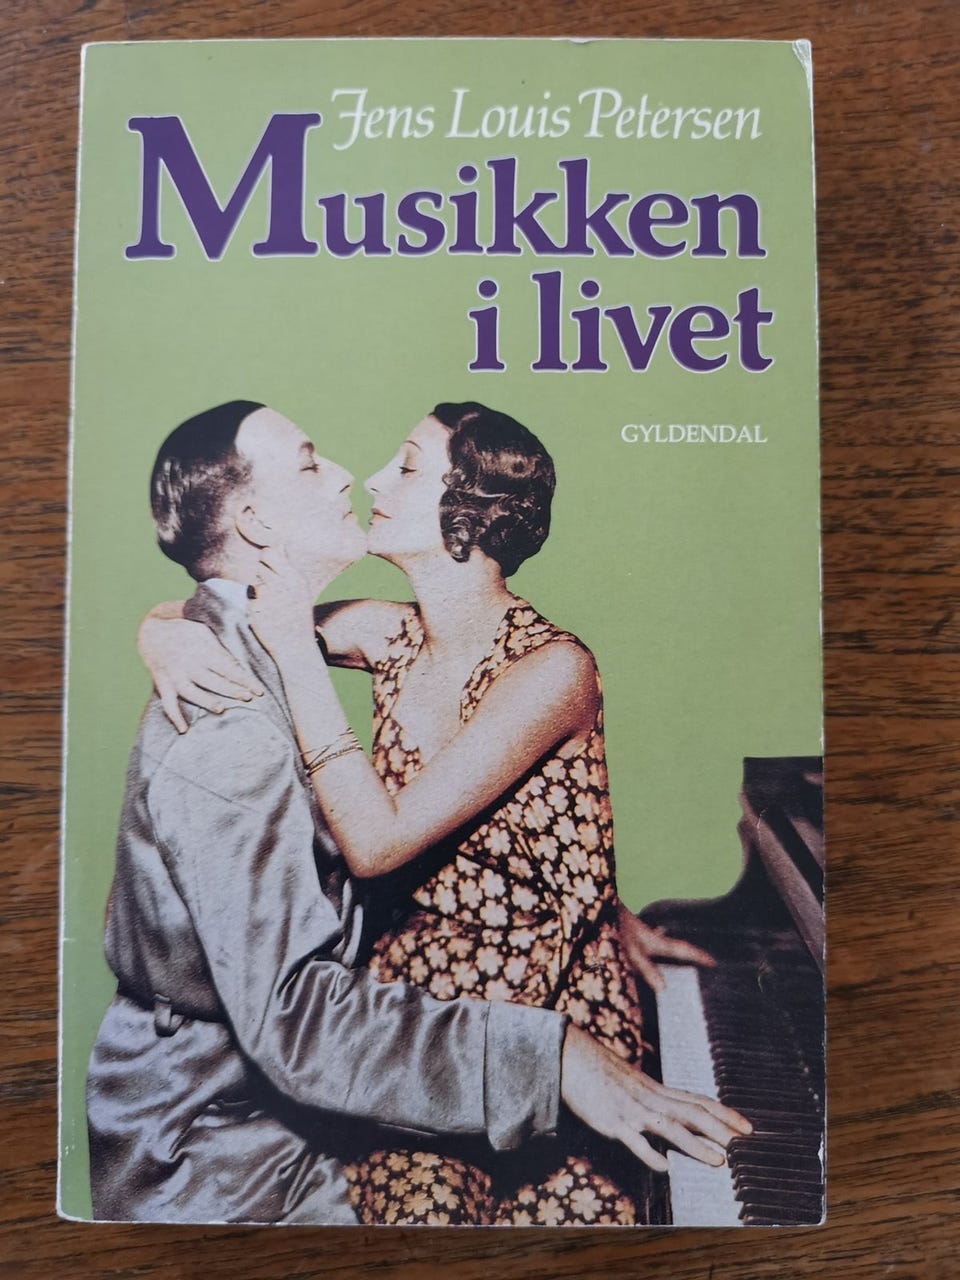 Jens Louis Petersen
Musikken
i livet
GYLDENDAL